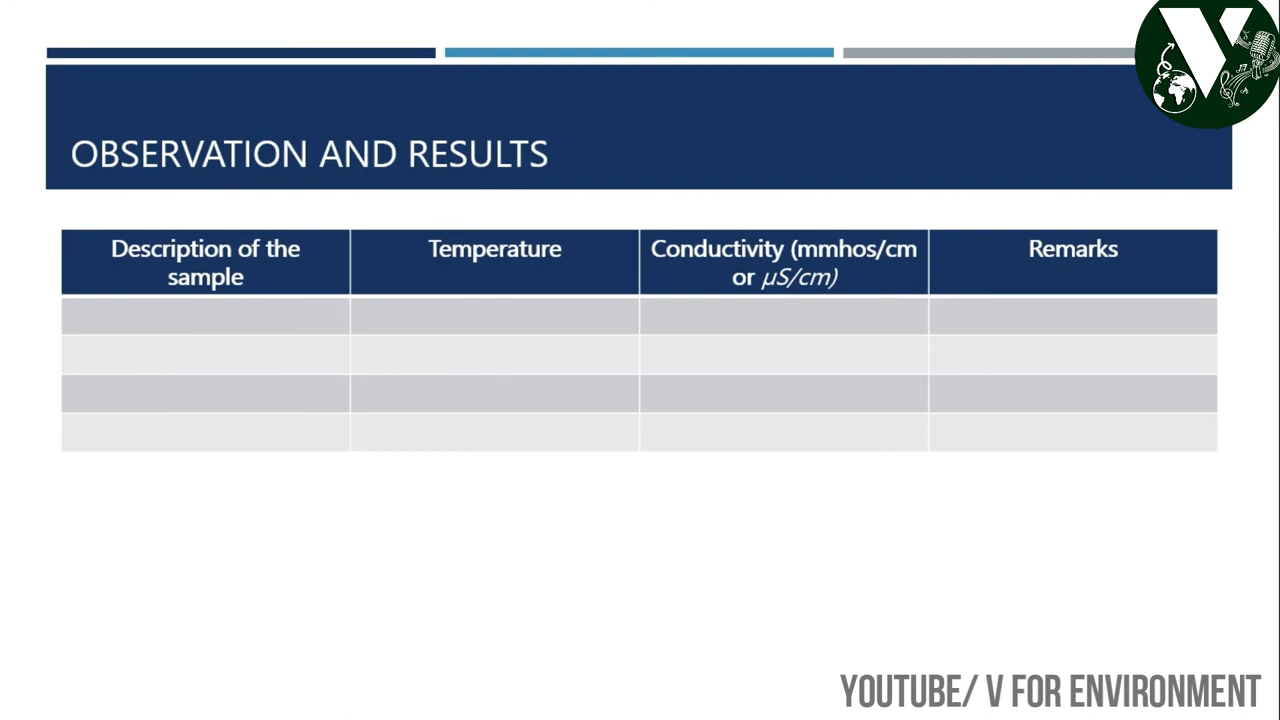 OBSERVATION AND RESULTS
Description of the
sample
Temperature
Conductivity (mmhos/cm
or µS/cm)
Remarks
V
YOUTUBE/ V FOR ENVIRONMENT